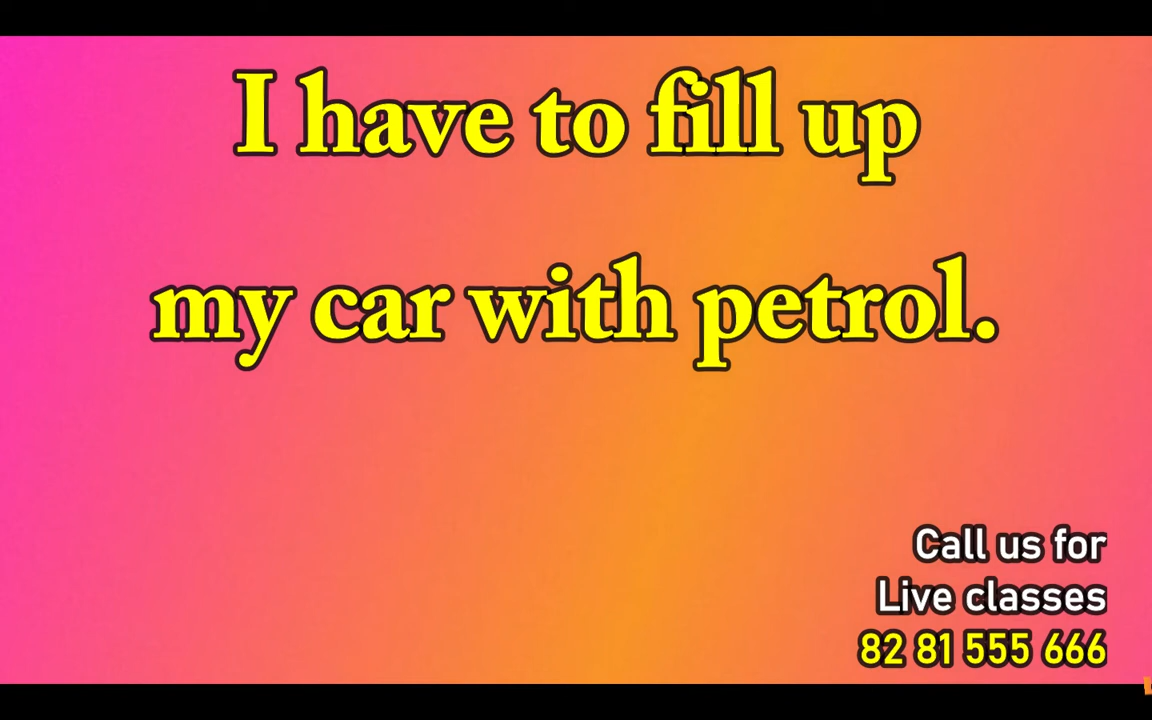 I have to fill up
my car with petrol.
Call us for
Live classes
82 81 555 666